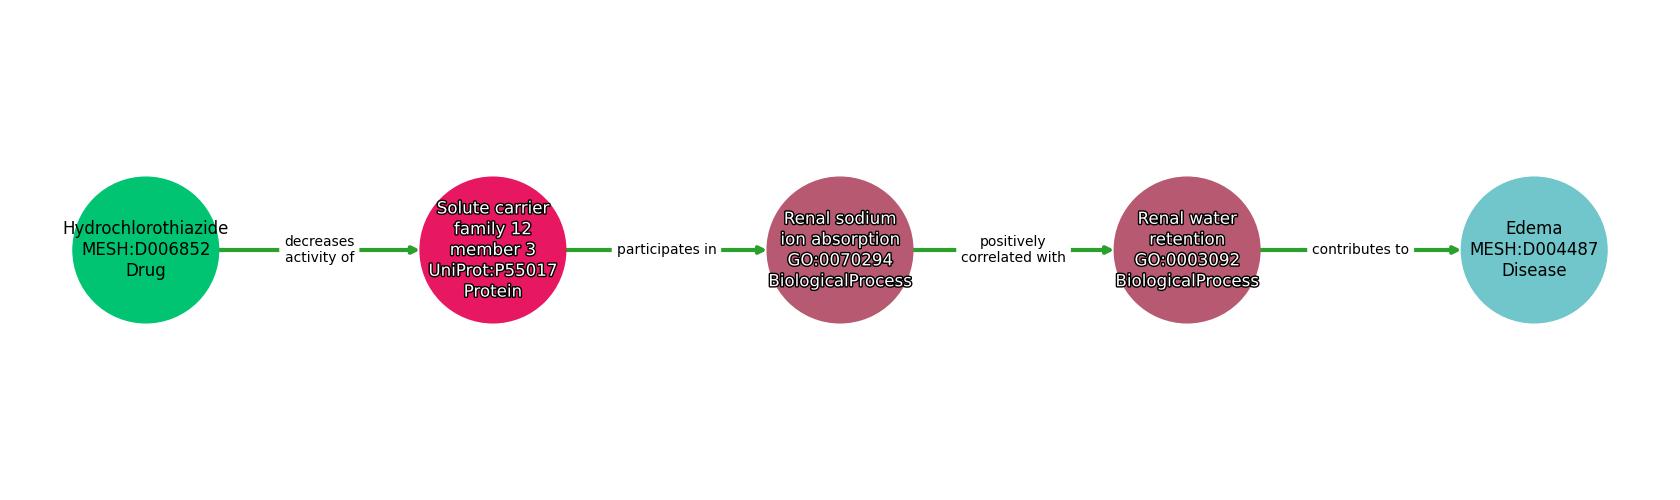 Hydrochlorothiazide
MESH:D006852
Drug
decreases
activity of
Solute carrier
family 12
member 3
UniProt:P55017
Protein
participates in
Renal sodium
ion absorption
GO:0070294
BiologicalProcess
positively
correlated with
Renal water
retention
GO:0003092
BiologicalProcess
contributes to
Edema
MESH:D004487
Disease